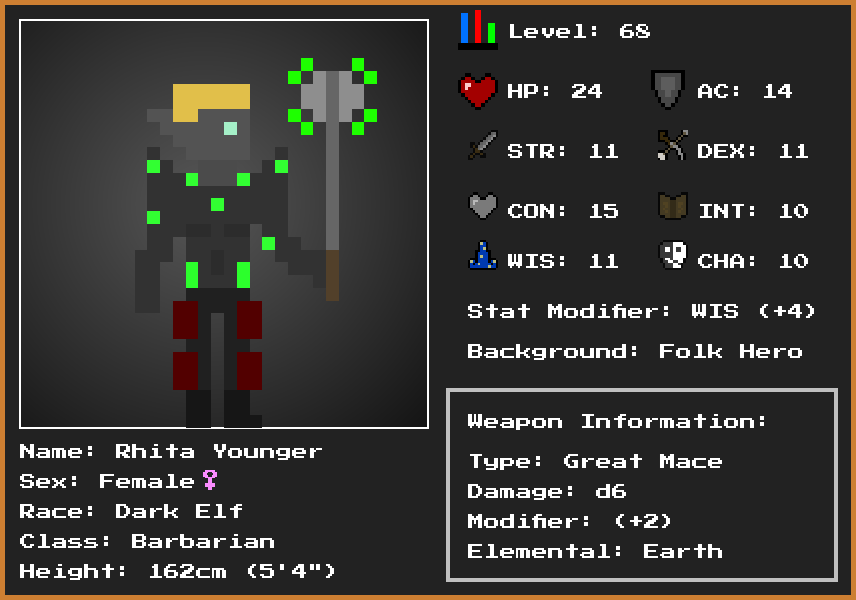 Level: 68
HP: 24 AC: 14
STR: 11 DEX: 11
CON: 15 INT: 10
WIS: 11 CHA: 10
Stat Modifier: WIS (+4)
Background: Folk Hero
Weapon Information:
Type: Great Mace
Damage: d6
Modifier: (+2)
Elemental: Earth
Name: Rhita Younger
Sex: Female♀
Race: Dark Elf
Class: Barbarian
Height: 162cm (5'4")